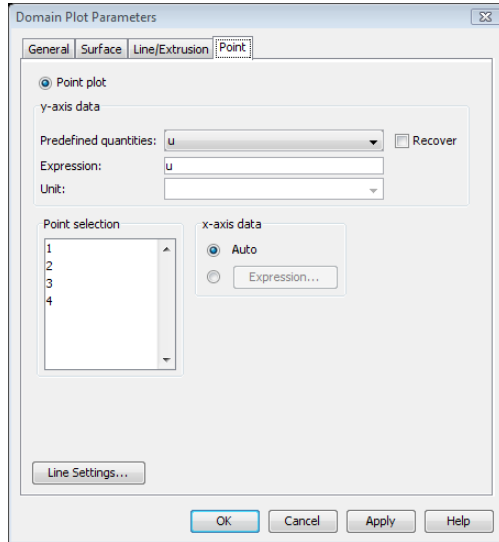 Domain Plot Parameters
General Surface Line/Extrusion Point
Point plot
y-axis data
Predefined quantities: u Recover
Expression: u
Unit:
Point selection x-axis data
1
Auto
2
Expression...
3
4
Line Settings...
OK Cancel Apply Help